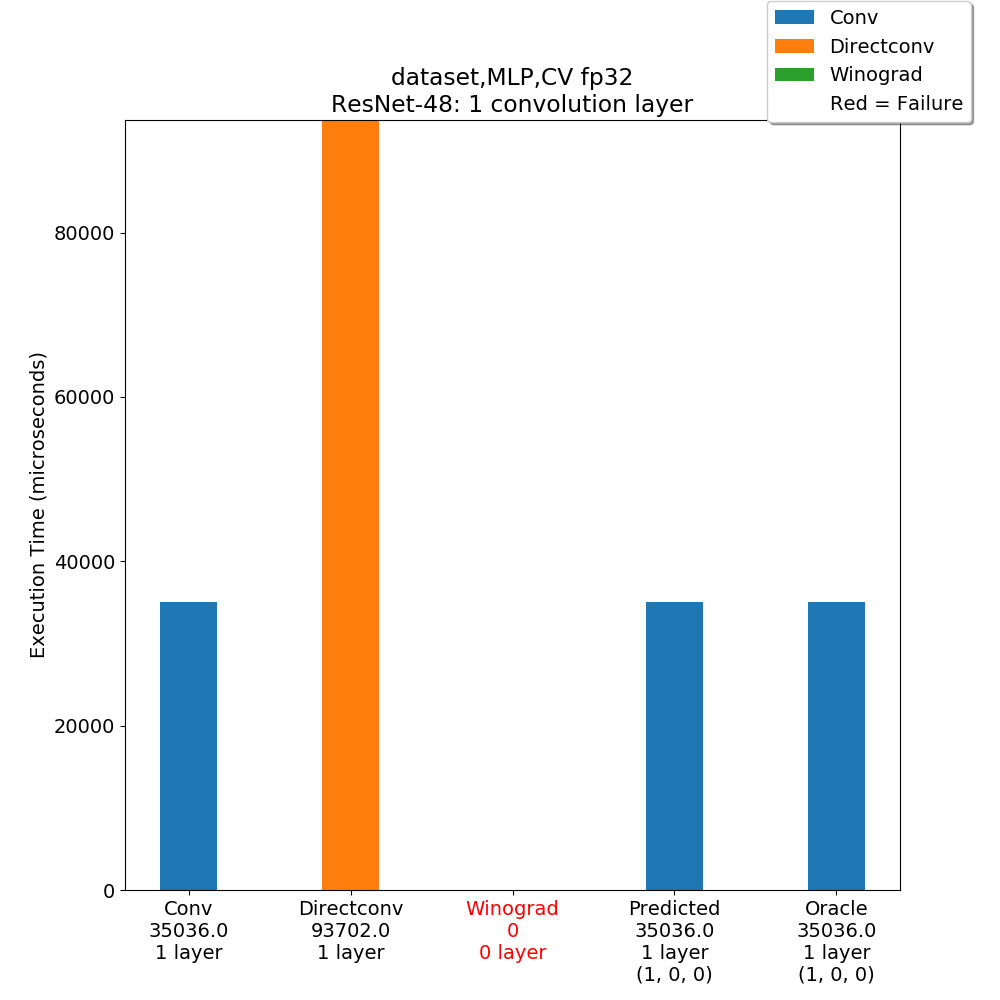 Conv
Directconv
Winograd
Red = Failure
dataset,MLP,CV fp32
ResNet-48: 1 convolution layer
Execution Time (microseconds)
80000
60000
40000
20000
0
Conv
35036.0
1 layer
Directconv
93702.0
1 layer
Winograd
0
0 layer
Predicted
35036.0
1 layer
(1, 0, 0)
Oracle
35036.0
1 layer
(1, 0, 0)